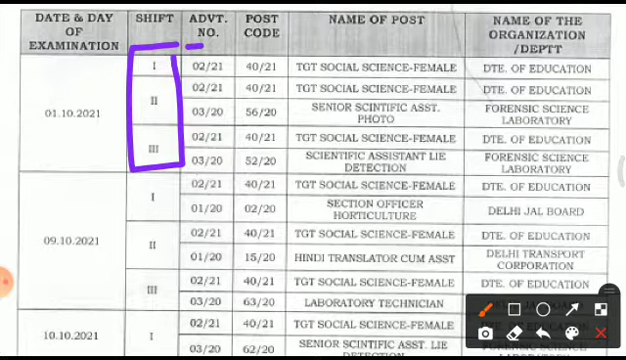 DATE & DAY OF EXAMINATION SHIFT ADVT. NO. POST CODE NAME OF POST NAME OF THE ORGANIZATION /DEPTT
01.10.2021 I 02/21 40/21 TGT SOCIAL SCIENCE-FEMALE DTE. OF EDUCATION
II 02/21 40/21 TGT SOCIAL SCIENCE-FEMALE DTE. OF EDUCATION
03/20 56/20 SENIOR SCINTIFIC ASST. PHOTO FORENSIC SCIENCE LABORATORY
III 02/21 40/21 TGT SOCIAL SCIENCE-FEMALE DTE. OF EDUCATION
03/20 52/20 SCIENTIFIC ASSISTANT LIE DETECTION FORENSIC SCIENCE LABORATORY
09.10.2021 I 02/21 40/21 TGT SOCIAL SCIENCE-FEMALE DTE. OF EDUCATION
01/20 02/20 SECTION OFFICER HORTICULTURE DELHI JAL BOARD
II 02/21 40/21 TGT SOCIAL SCIENCE-FEMALE DTE. OF EDUCATION
01/20 15/20 HINDI TRANSLATOR CUM ASST DELHI TRANSPORT CORPORATION
III 02/21 40/21 TGT SOCIAL SCIENCE-FEMALE DTE. OF EDUCATION
03/20 63/20 LABORATORY TECHNICIAN
10.10.2021 I 02/21 40/21 TGT SOCIAL SCIENCE-FEMALE
03/20 62/20 SENIOR SCINTIFIC ASST. LIE